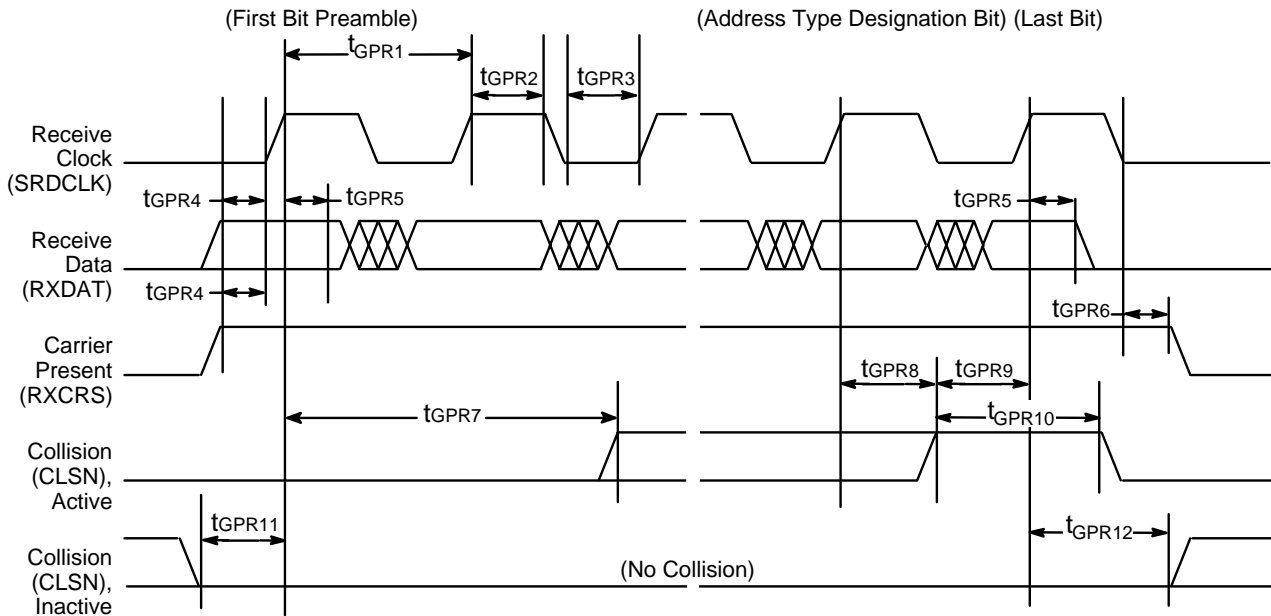 (First Bit Preamble)
(Address Type Designation Bit) (Last Bit)
tGPR1
tGPR2
tGPR3
Receive
Clock
(SRDCLK)
tGPR4
tGPR5
tGPR5
Receive
Data
(RXDAT)
tGPR4
tGPR6
Carrier
Present
(RXCRS)
tGPR8
tGPR9
tGPR7
tGPR10
Collision
(CLSN),
Active
tGPR11
tGPR12
Collision
(CLSN),
Inactive
(No Collision)